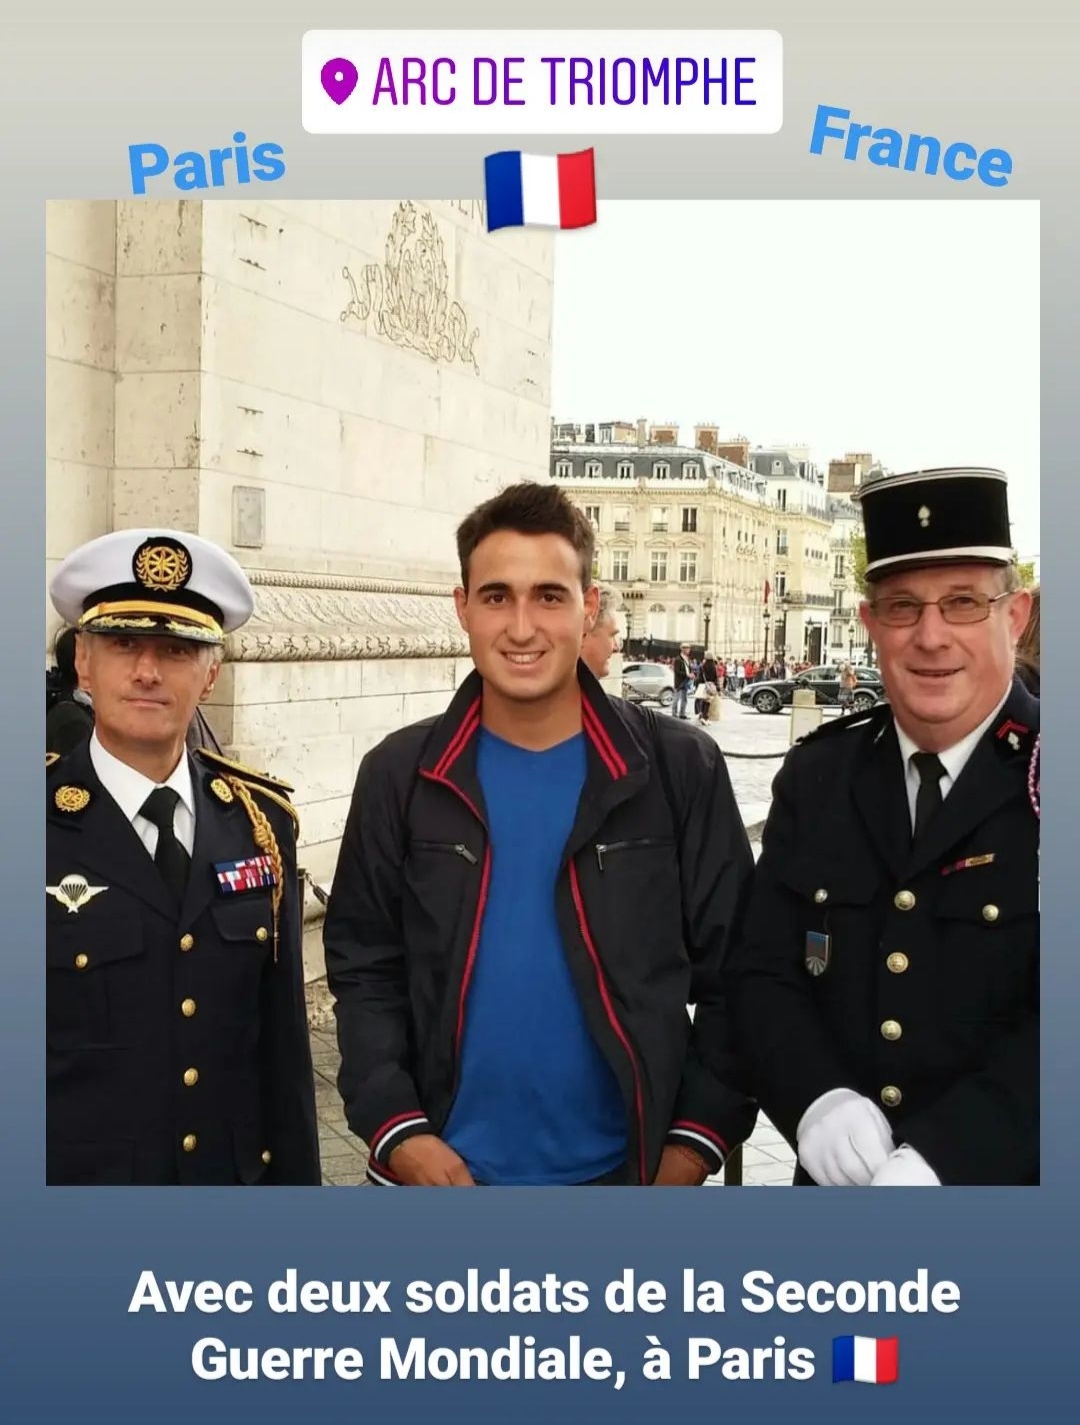 ARC DE TRIOMPHE
Paris
France
Avec deux soldats de la Seconde
Guerre Mondiale, à Paris